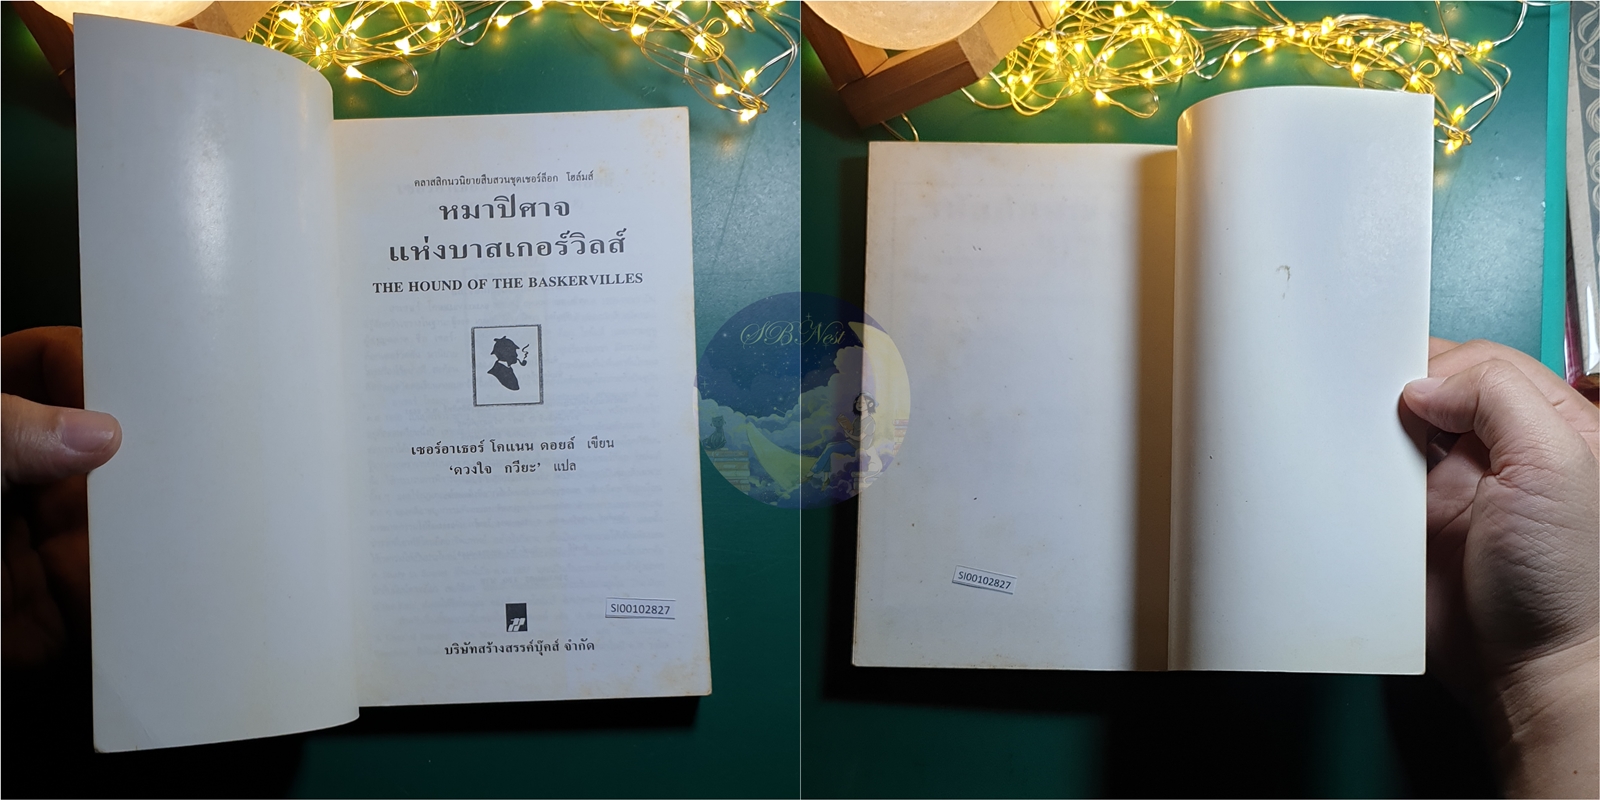 คลาสสิกนวนิยายสืบสวนชุดเชอร์ล็อก โฮล์มส์
หมาปิศาจ
แห่งบาสเกอร์วิลส์
THE HOUND OF THE BASKERVILLES
เซอร์อาเธอร์ โคแนน ดอยล์ เขียน
‘ดวงใจ กวียะ’ แปล
SI00102827
บริษัทสร้างสรรค์บุ๊คส์ จำกัด
SB Nest
SI00102827